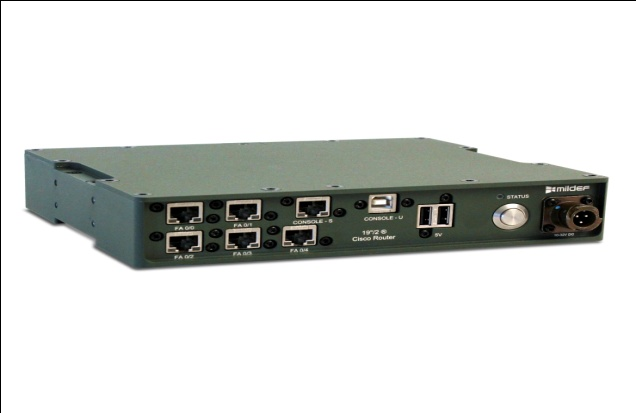 STATUS
mildef
FA 0/0
FA 0/1
CONSOLE - S
CONSOLE - U
19"/2 ®
Cisco Router
5V
FA 0/2
FA 0/3
FA 0/4